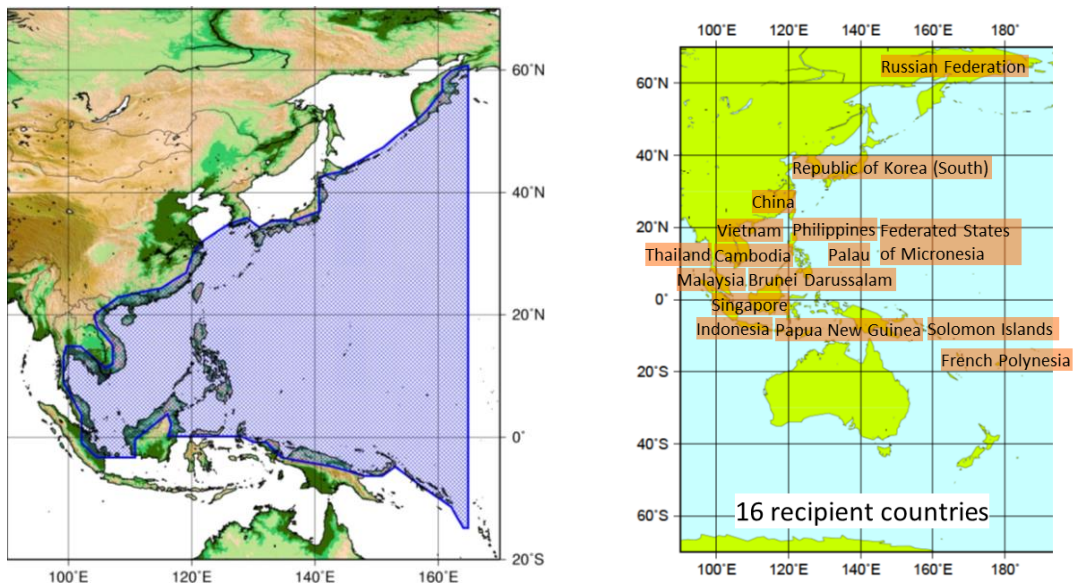 60°N
40°N
20°N
0°
20°S
100°E
120°E
140°E
160°E
100°E
120°E
140°E
160°E
180°
60°N
40°N
20°N
0°
20°S
40°S
60°S
Russian Federation
Republic of Korea (South)
China
Vietnam
Philippines
Federated States
of Micronesia
Thailand
Cambodia
Palau
Malaysia
Brunei Darussalam
Singapore
Indonesia
Papua New Guinea
Solomon Islands
French Polynesia
16 recipient countries
100°E
120°E
140°E
160°E
180°